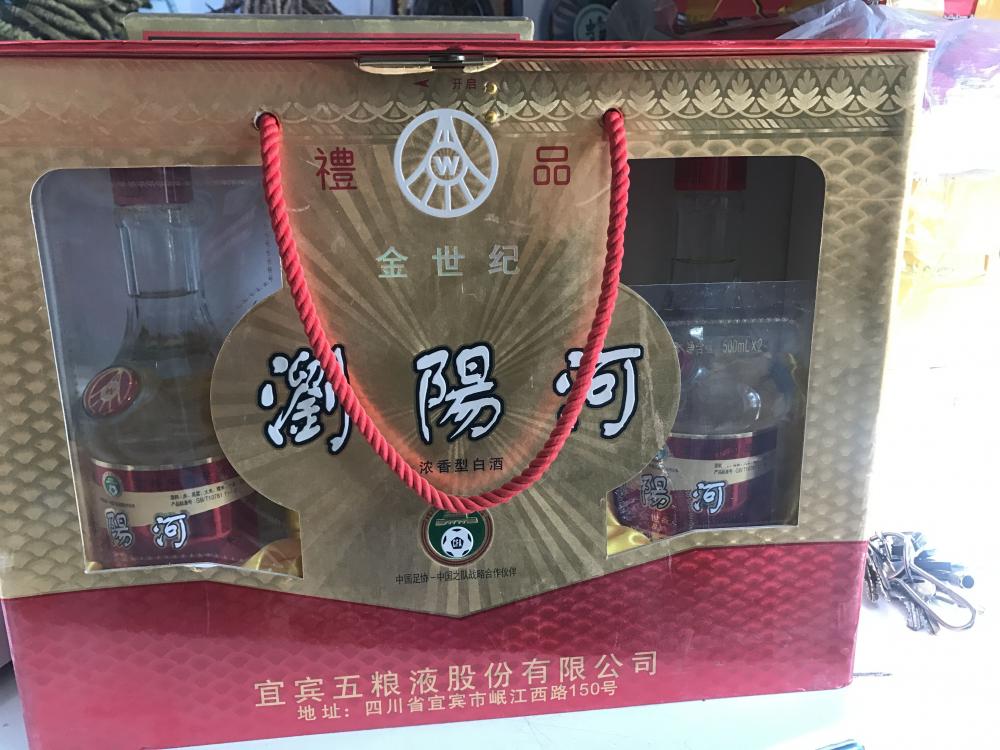 开启
禮 品
W
金世纪
瀏陽河
浓香型白酒
中国足协-中国之队战略合作伙伴
宜宾五粮液股份有限公司
地址：四川省宜宾市岷江西路150号
陽河
500mLX2
陽河